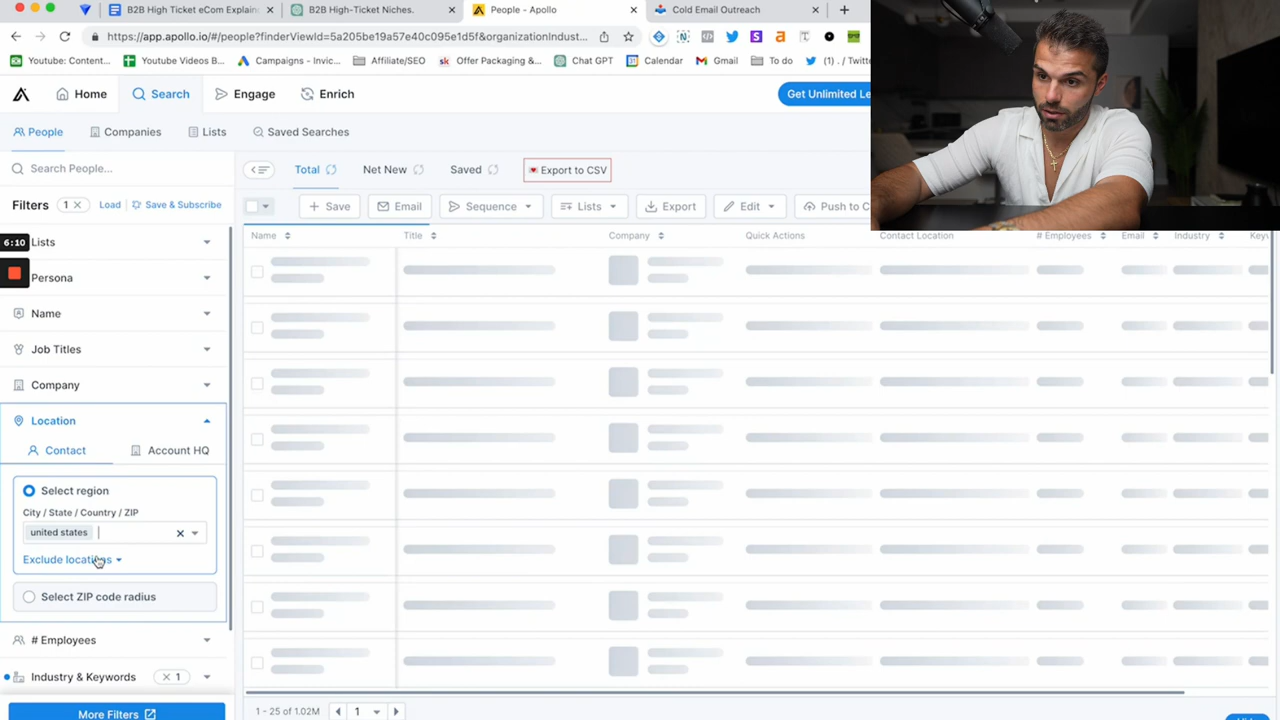 B2B High Ticket eCom Explain
B2B High-Ticket Niches.
People - Apollo
Cold Email Outreach
https://app.apollo.io/#/people?finderViewId=5a205be19a57e40c095e1d5f&organizationIndust...
Youtube: Content...
Youtube Videos B...
Campaigns - Invic...
Affiliate/SEO
Offer Packaging &...
Chat GPT
Calendar
Gmail
To do
(1) . / Twitte
Home
Search
Engage
Enrich
Get Unlimited Le
People
Companies
Lists
Saved Searches
Search People...
Total
Net New
Saved
Export to CSV
Filters
1
Load
Save & Subscribe
Save
Email
Sequence
Lists
Export
Edit
Push to C
Name
Title
Company
Quick Actions
Contact Location
# Employees
Email
Industry
Keyw
6:10
Lists
Persona
Name
Job Titles
Company
Location
Contact
Account HQ
Select region
City / State / Country / ZIP
united states
Exclude locations
Select ZIP code radius
# Employees
Industry & Keywords
1
More Filters
1 - 25 of 1.02M
1